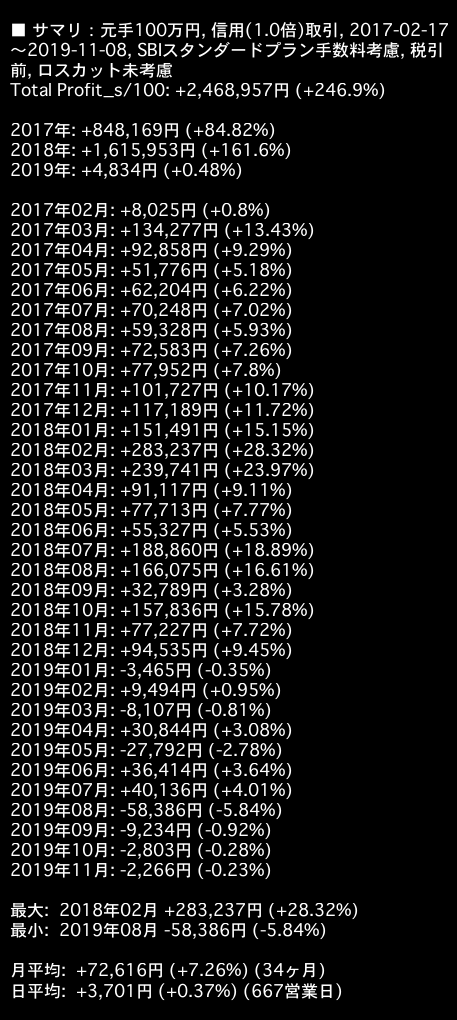 ■ サマリ : 元手100万円, 信用(1.0倍)取引, 2017-02-17
～2019-11-08, SBIスタンダードプラン手数料考慮, 税引
前, ロスカット未考慮
Total Profit_s/100: +2,468,957円 (+246.9%)
2017年: +848,169円 (+84.82%)
2018年: +1,615,953円 (+161.6%)
2019年: +4,834円 (+0.48%)
2017年02月: +8,025円 (+0.8%)
2017年03月: +134,277円 (+13.43%)
2017年04月: +92,858円 (+9.29%)
2017年05月: +51,776円 (+5.18%)
2017年06月: +62,204円 (+6.22%)
2017年07月: +70,248円 (+7.02%)
2017年08月: +59,328円 (+5.93%)
2017年09月: +72,583円 (+7.26%)
2017年10月: +77,952円 (+7.8%)
2017年11月: +101,727円 (+10.17%)
2017年12月: +117,189円 (+11.72%)
2018年01月: +151,491円 (+15.15%)
2018年02月: +283,237円 (+28.32%)
2018年03月: +239,741円 (+23.97%)
2018年04月: +91,117円 (+9.11%)
2018年05月: +77,713円 (+7.77%)
2018年06月: +55,327円 (+5.53%)
2018年07月: +188,860円 (+18.89%)
2018年08月: +166,075円 (+16.61%)
2018年09月: +32,789円 (+3.28%)
2018年10月: +157,836円 (+15.78%)
2018年11月: +77,227円 (+7.72%)
2018年12月: +94,535円 (+9.45%)
2019年01月: -3,465円 (-0.35%)
2019年02月: +9,494円 (+0.95%)
2019年03月: -8,107円 (-0.81%)
2019年04月: +30,844円 (+3.08%)
2019年05月: -27,792円 (-2.78%)
2019年06月: +36,414円 (+3.64%)
2019年07月: +40,136円 (+4.01%)
2019年08月: -58,386円 (-5.84%)
2019年09月: -9,234円 (-0.92%)
2019年10月: -2,803円 (-0.28%)
2019年11月: -2,266円 (-0.23%)
最大: 2018年02月 +283,237円 (+28.32%)
最小: 2019年08月 -58,386円 (-5.84%)
月平均: +72,616円 (+7.26%) (34ヶ月)
日平均: +3,701円 (+0.37%) (667営業日)